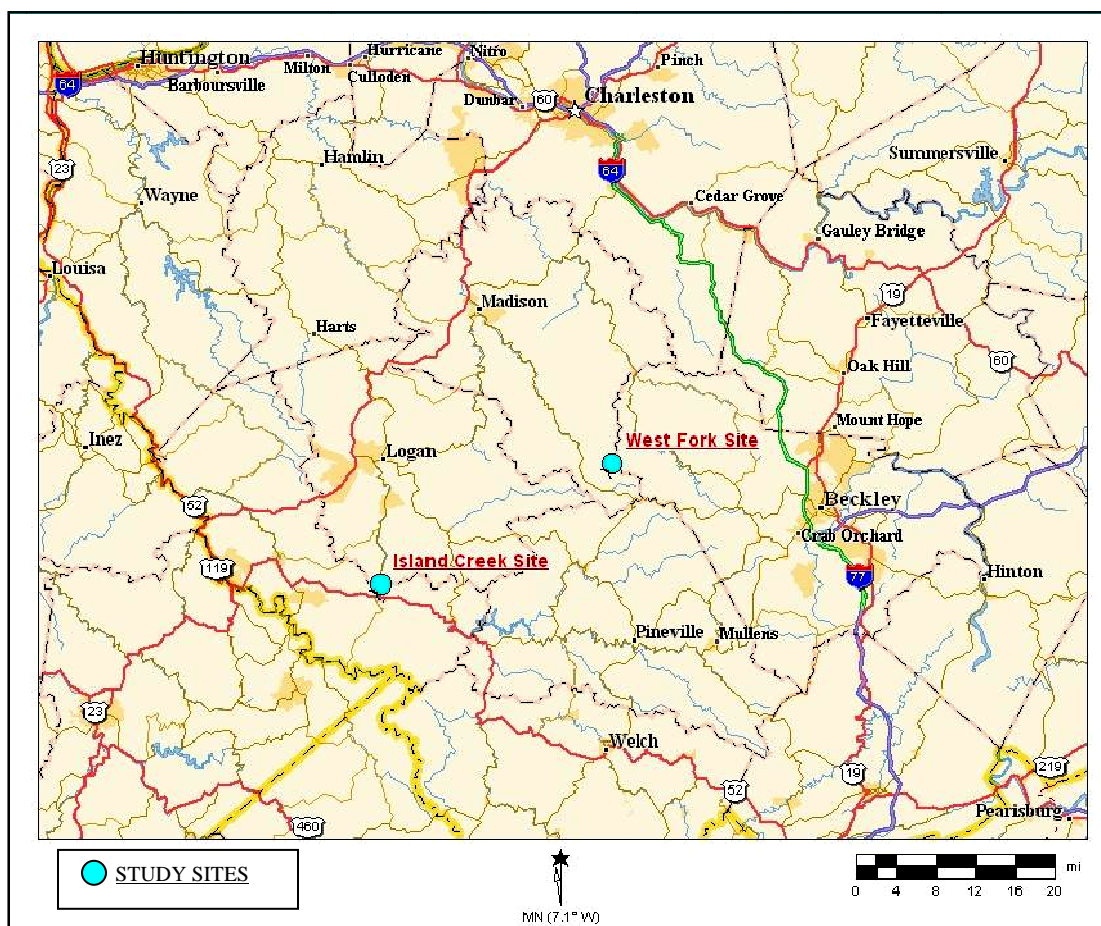 Huntington
Hurricane
Nitro
Pinch
64
Barboursville
Milton
Culloden
Dunbar
60
Charleston
23
Hamlin
64
Summersville
Wayne
Cedar Grove
Gauley Bridge
Louisa
Madison
19
Harts
Fayetteville
Oak Hill
60
Inez
Logan
West Fork Site
Mount Hope
52
Beckley
Crab Orchard
119
Island Creek Site
77
Hinton
Pineville
Mullens
23
Welch
19
219
52
460
Pearisburg
STUDY SITES
MN (7.1° W)
mi
0 4 8 12 16 20